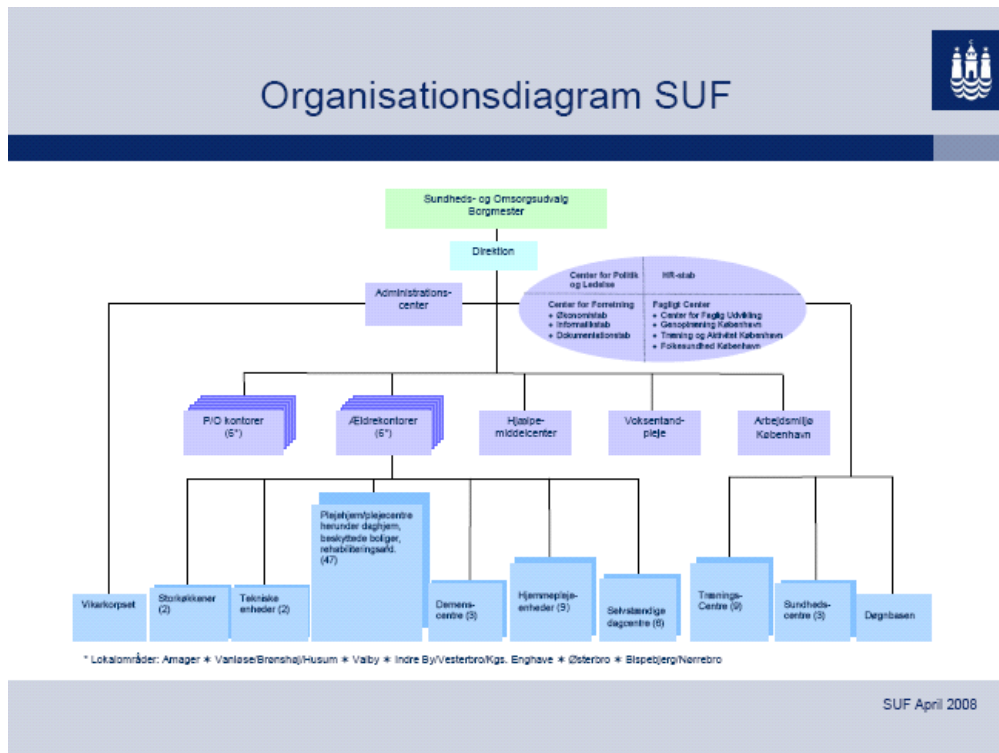 Organisationsdiagram SUF
Sundheds- og Omsorgsudvalg
Borgmester
Direktion
Administrations-
center
Center for Politik
og Ledelse
HR-stab
Center for Forretning
+ Økonomistab
+ Informatikstab
+ Dokumentationstab
Fagligt Center
+ Center for Faglig Udvikling
+ Genoptræning København
+ Træning og Aktivitet København
+ Folkesundhed København
P/O kontorer
(6*)
Ældrekontorer
(6*)
Hjælpe-
middelcenter
Voksentand-
pleje
Arbejdsmiljø
København
Vikarkorpset
Storkøkkener
(2)
Tekniske
enheder (2)
Plejehjem/plejecentre
herunder daghjem,
beskyttede boliger,
rehabiliteringsafd.
(47)
Demens-
centre (3)
Hjemmepleje-
enheder (9)
Selvstændige
dagcentre (6)
Trænings-
Centre (9)
Sundheds-
centre (3)
Døgnbasen
* Lokalområder: Amager ∗ Vanløse/Brønshøj/Husum ∗ Valby ∗ Indre By/Vesterbro/Kgs. Enghave ∗ Østerbro ∗ Bispebjerg/Nørrebro
SUF April 2008